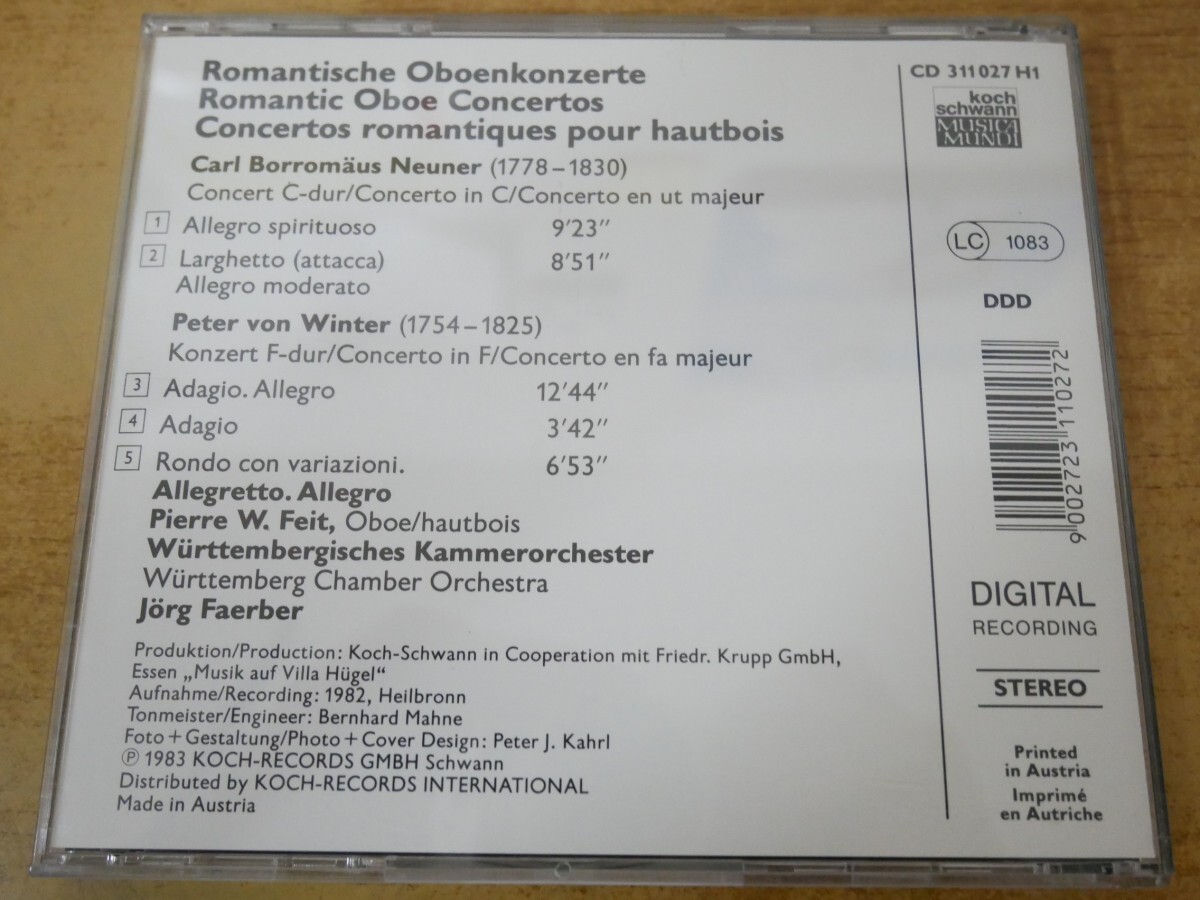 Romantische Oboenkonzerte
Romantic Oboe Concertos
Concertos romantiques pour hautbois
Carl Borromäus Neuner (1778–1830)
Concert C-dur/Concerto in C/Concerto en ut majeur
1 Allegro spirituoso 9'23"
2 Larghetto (attacca) 8'51"
Allegro moderato
Peter von Winter (1754–1825)
Konzert F-dur/Concerto in F/Concerto en fa majeur
3 Adagio. Allegro 12'44"
4 Adagio 3'42"
5 Rondo con variazioni. 6'53"
Allegretto. Allegro
Pierre W. Feit, Oboe/hautbois
Württembergisches Kammerorchester
Württemberg Chamber Orchestra
Jörg Faerber
Produktion/Production: Koch-Schwann in Cooperation mit Friedr. Krupp GmbH,
Essen „Musik auf Villa Hügel"
Aufnahme/Recording: 1982, Heilbronn
Tonmeister/Engineer: Bernhard Mahne
Foto + Gestaltung/Photo + Cover Design: Peter J. Kahrl
℗ 1983 KOCH-RECORDS GMBH Schwann
Distributed by KOCH-RECORDS INTERNATIONAL
Made in Austria
CD 311027 H1
koch
schwann
MUSICA
MUNDI
LC 1083
DDD
9 002723 110272
DIGITAL
RECORDING
STEREO
Printed
in Austria
Imprimé
en Autriche